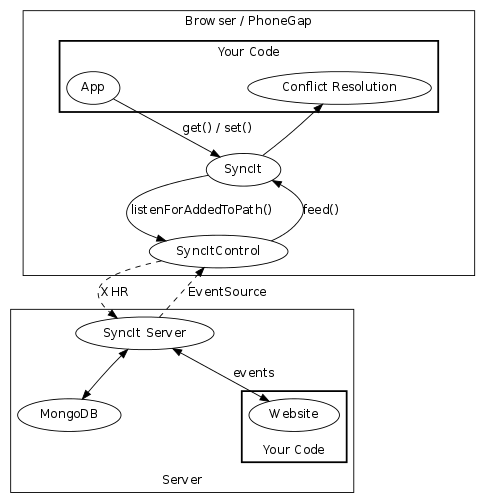 Browser / PhoneGap
Your Code
App
Conflict Resolution
get() / set()
SyncIt
listenForAddedToPath()
feed()
SyncItControl
XHR
EventSource
SyncIt Server
events
MongoDB
Website
Your Code
Server